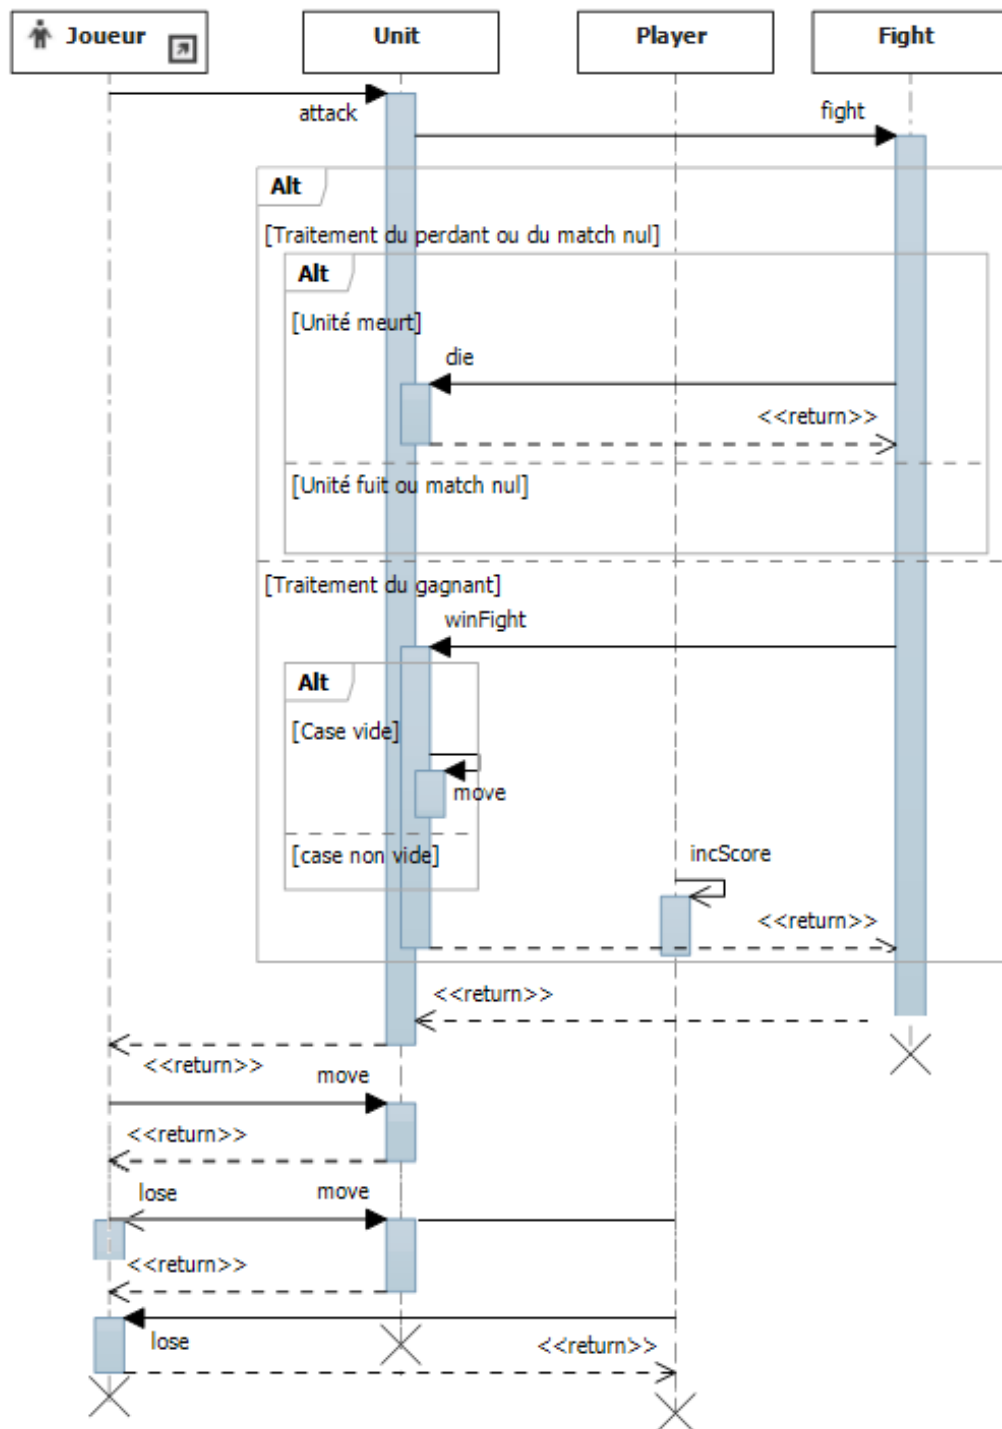 Joueur
Unit
Player
Fight
attack
fight
Alt
[Traitement du perdant ou du match nul]
Alt
[Unité meurt]
die
<<return>>
[Unité fuit ou match nul]
[Traitement du gagnant]
winFight
Alt
[Case vide]
move
[case non vide]
incScore
<<return>>
<<return>>
<<return>>
move
<<return>>
lose
move
<<return>>
lose
<<return>>